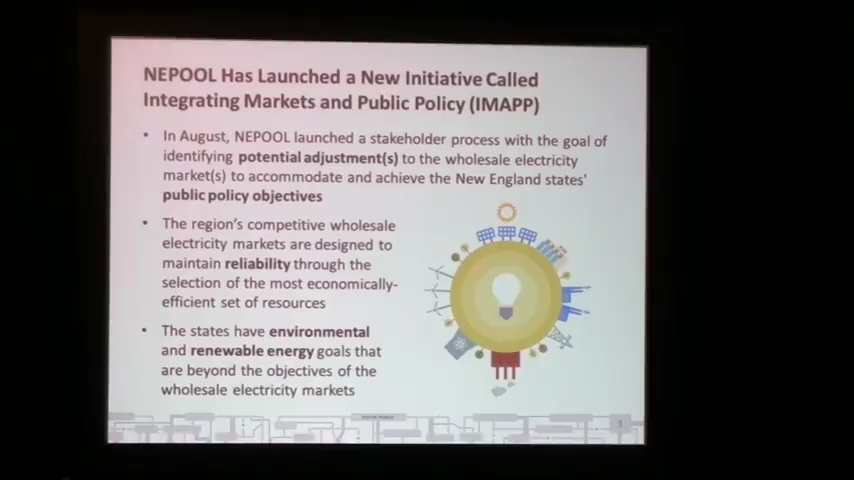 NEPOOL Has Launched a New Initiative Called
Integrating Markets and Public Policy (IMAPP)
• In August, NEPOOL launched a stakeholder process with the goal of
identifying potential adjustment(s) to the wholesale electricity
market(s) to accommodate and achieve the New England states'
public policy objectives
• The region's competitive wholesale
electricity markets are designed to
maintain reliability through the
selection of the most economically-
efficient set of resources
• The states have environmental
and renewable energy goals that
are beyond the objectives of the
wholesale electricity markets